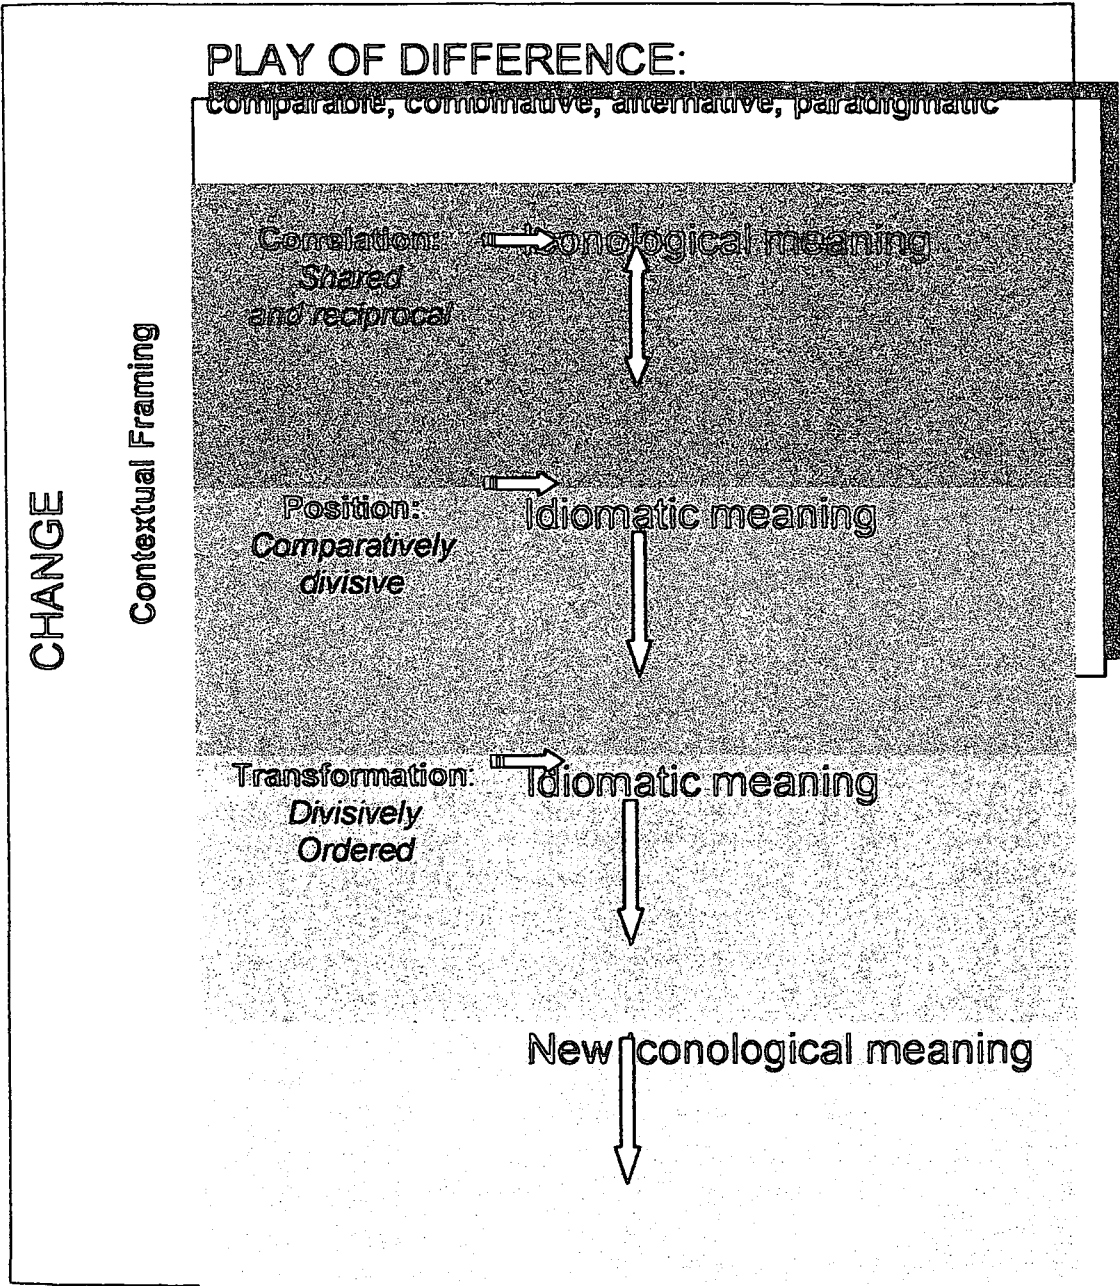 PLAY OF DIFFERENCE:
comparable, combinative, alternative, paradigmatic
Correlation:
Iconological meaning
Shared
and reciprocal
Contextual Framing
CHANGE
Position:
Idiomatic meaning
Comparatively
divisive
Transformation:
Idiomatic meaning
Divisively
Ordered
New Iconological meaning